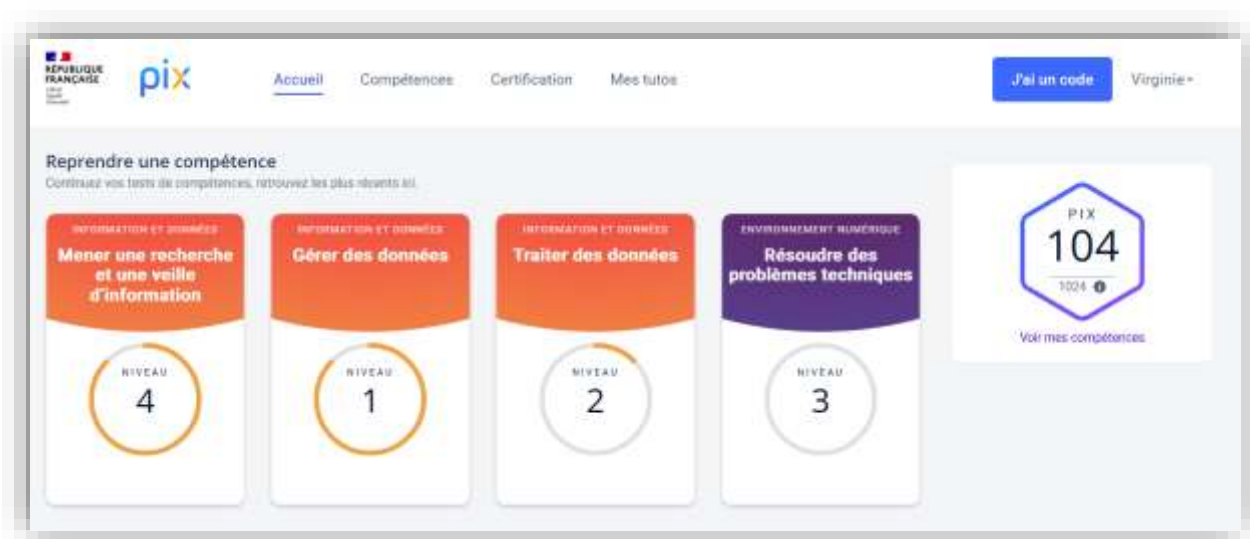 RÉPUBLIQUE
FRANÇAISE
pix
Accueil Compétences Certification Mes tutos
J'ai un code
Virginie
Reprendre une compétence
Continuez vos tests de compétences, retrouvez les plus récents ici.
INFORMATION ET DONNÉES
Mener une recherche
et une veille
d'information
NIVEAU
4
INFORMATION ET DONNÉES
Gérer des données
NIVEAU
1
INFORMATION ET DONNÉES
Traiter des données
NIVEAU
2
ENVIRONNEMENT NUMÉRIQUE
Résoudre des
problèmes techniques
NIVEAU
3
PIX
104
1024
Voir mes compétences